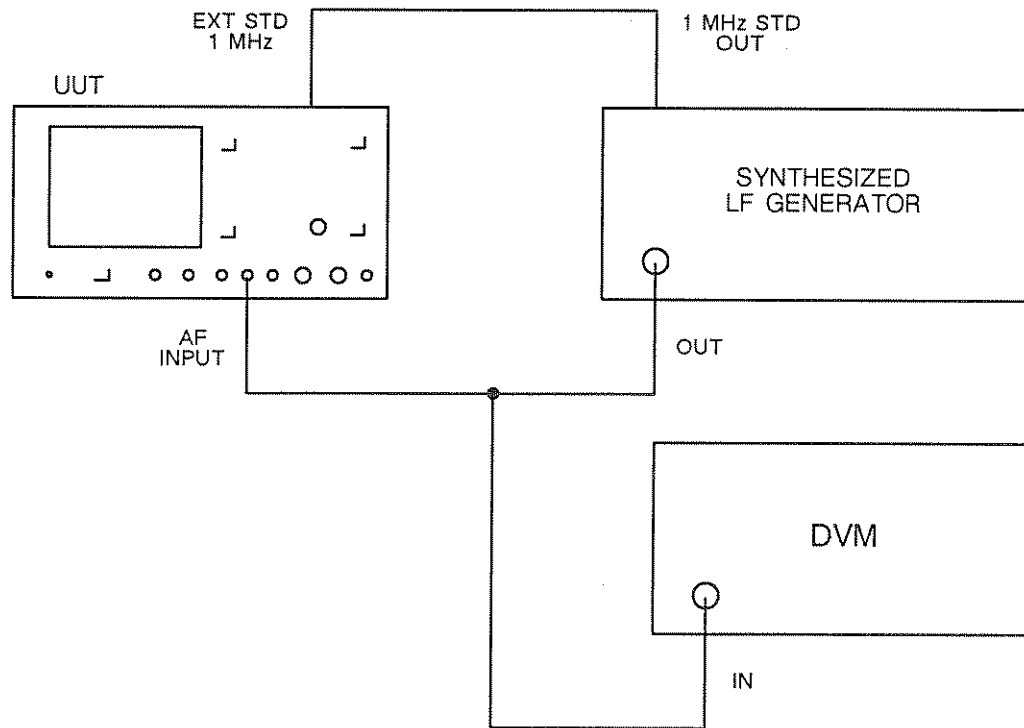 EXT STD
1 MHz
1 MHz STD
OUT
UUT
SYNTHESIZED
LF GENERATOR
AF
INPUT
OUT
DVM
IN